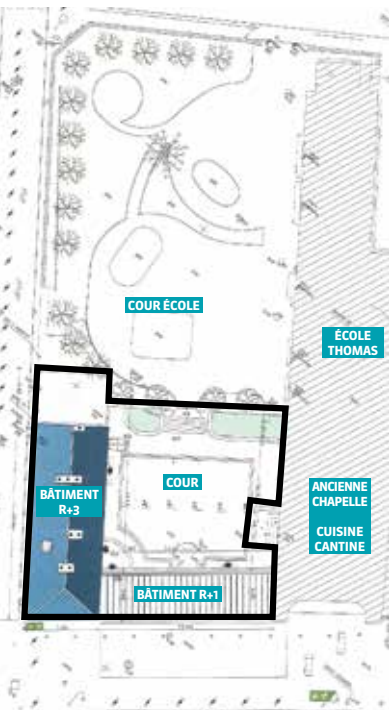 COUR ÉCOLE
ÉCOLE
THOMAS
BÂTIMENT
R+3
COUR
ANCIENNE
CHAPELLE
CUISINE
CANTINE
BÂTIMENT R+1